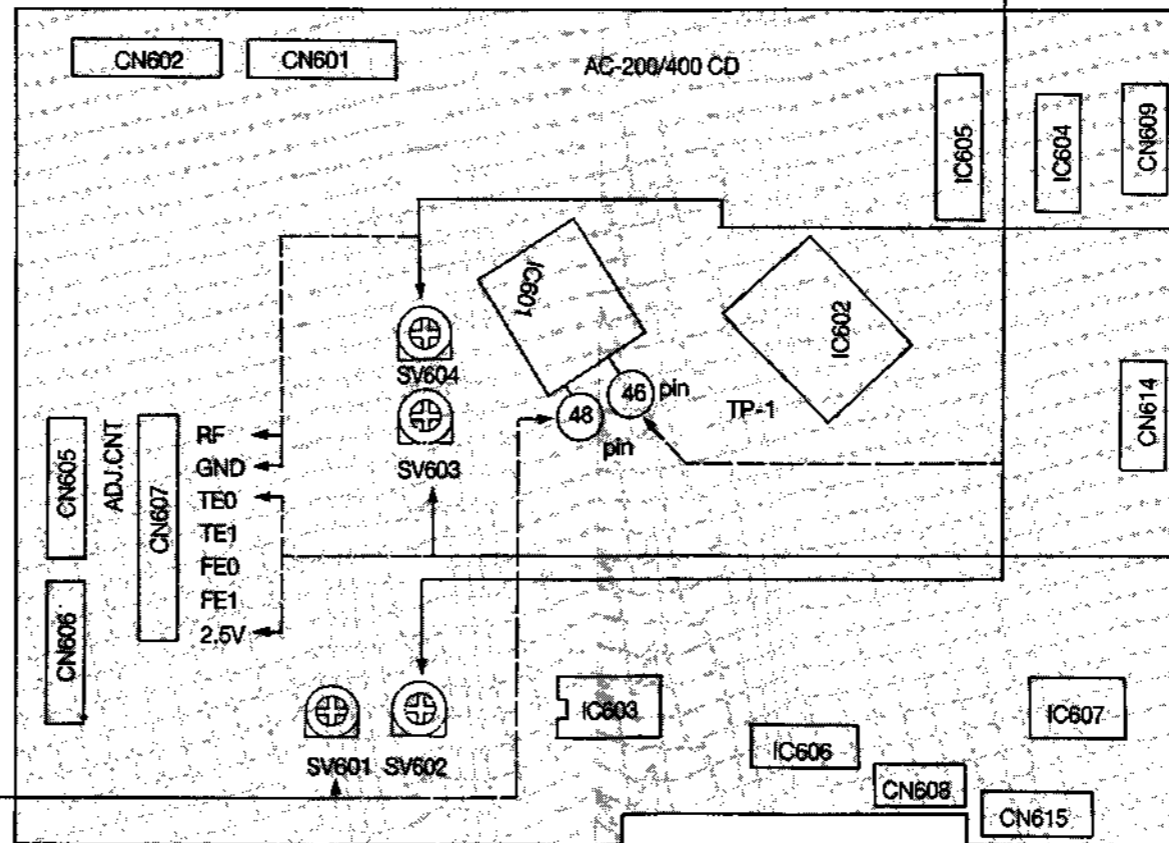 CN602
CN601
AC-200/400 CD
IC605
IC604
CN609
IC601
IC602
SV604
46 pin
48
pin
TP-1
CN614
SV603
CN605
ADJ.CNT
CN607
RF
GND
TE0
TE1
FE0
FE1
2.5V
CN606
SV601
SV602
IC603
IC606
IC607
CN608
CN615